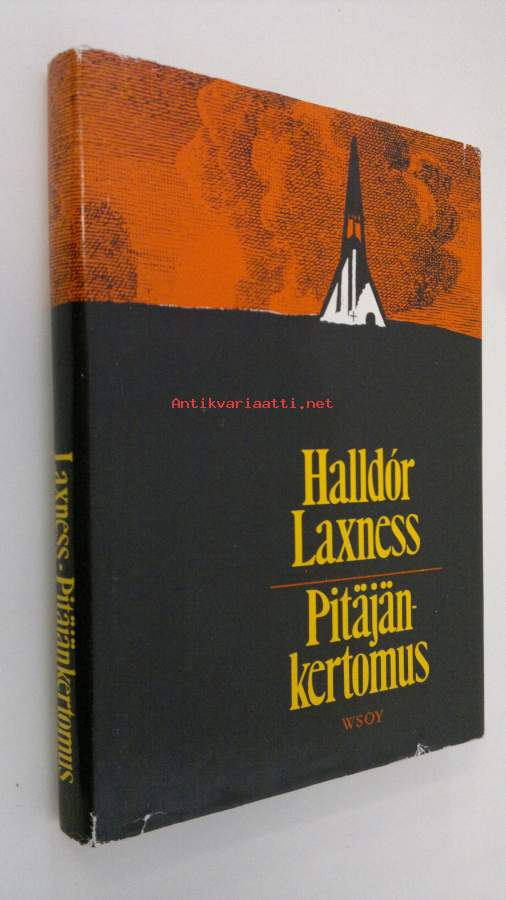 Antikvariaatti.net
Halldór
Laxness
Pitäjän-
kertomus
WSOY
Laxness • Pitäjänkertomus